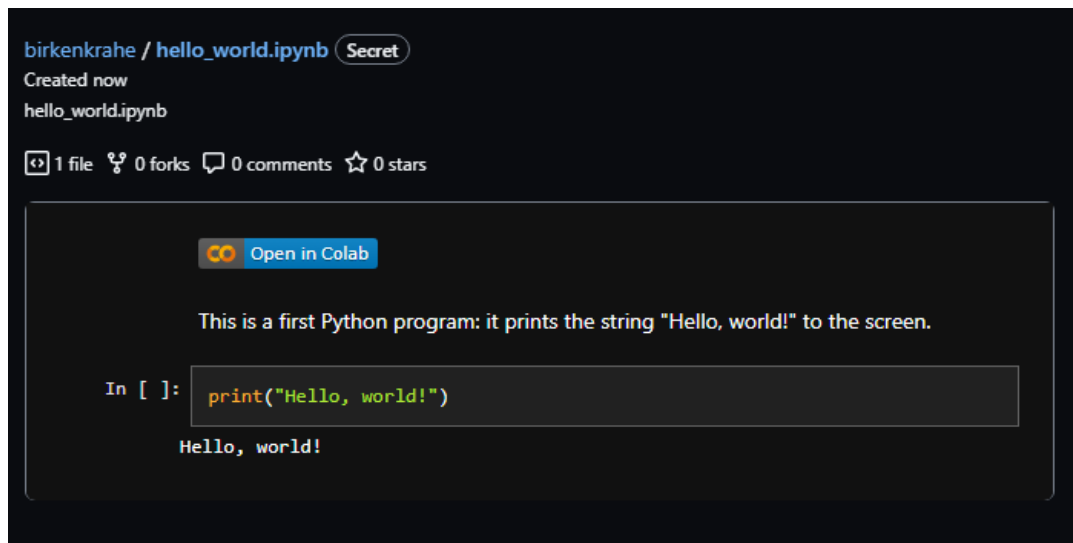 birkenkrahe / hello_world.ipynb Secret
Created now
hello_world.ipynb
1 file 0 forks 0 comments 0 stars
CO Open in Colab
This is a first Python program: it prints the string "Hello, world!" to the screen.
In [ ]: print("Hello, world!")
Hello, world!